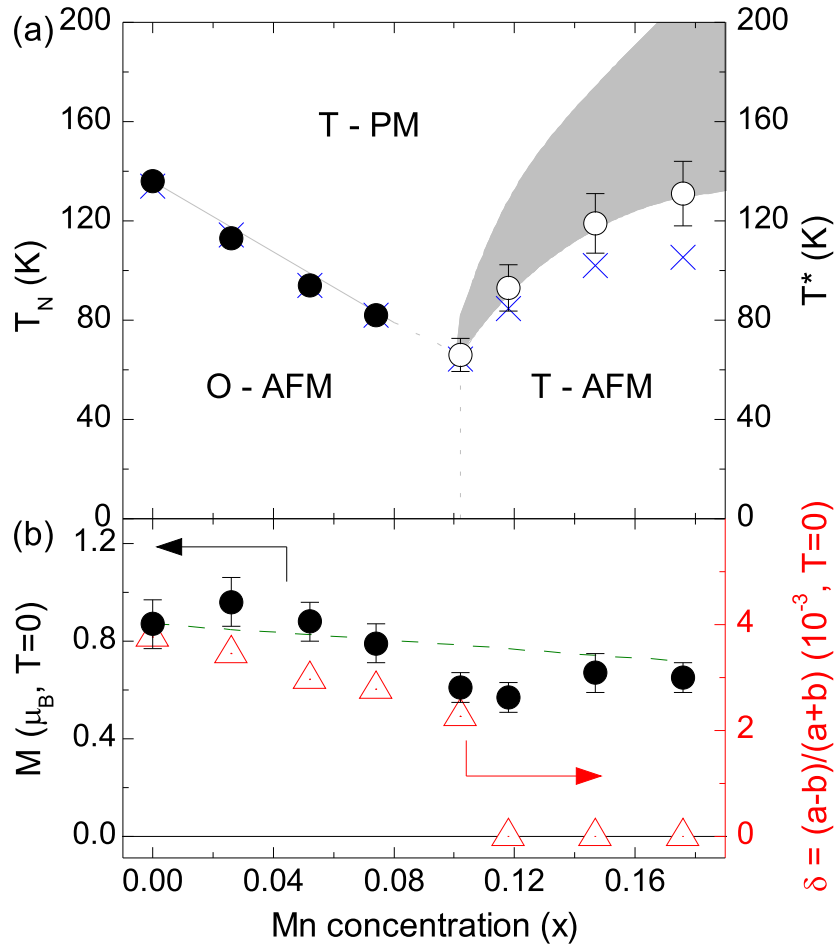 (a)
200
160
120
80
40
0
T_N (K)
T - PM
O - AFM
T - AFM
200
160
120
80
40
0
T* (K)
(b)
1.2
0.8
0.4
0.0
M (μ_B, T=0)
4
2
0
δ = (a-b)/(a+b) (10^-3, T=0)
0.00
0.04
0.08
0.12
0.16
Mn concentration (x)